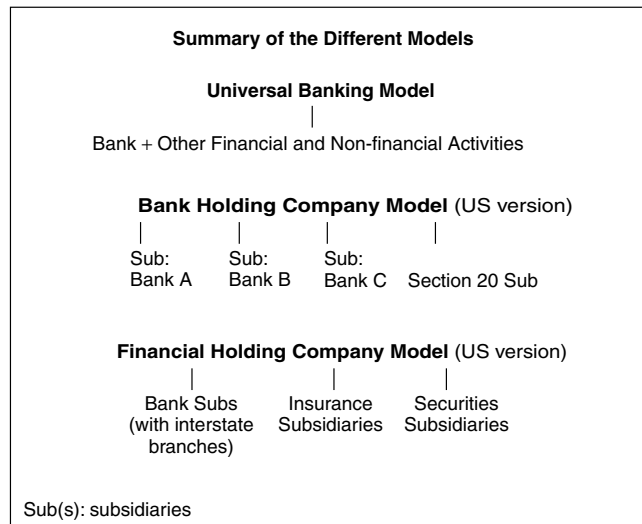 Summary of the Different Models
Universal Banking Model
Bank + Other Financial and Non-financial Activities
Bank Holding Company Model (US version)
Sub: Sub: Sub:
Bank A Bank B Bank C Section 20 Sub
Financial Holding Company Model (US version)
Bank Subs Insurance Securities
(with interstate Subsidiaries Subsidiaries
branches)
Sub(s): subsidiaries